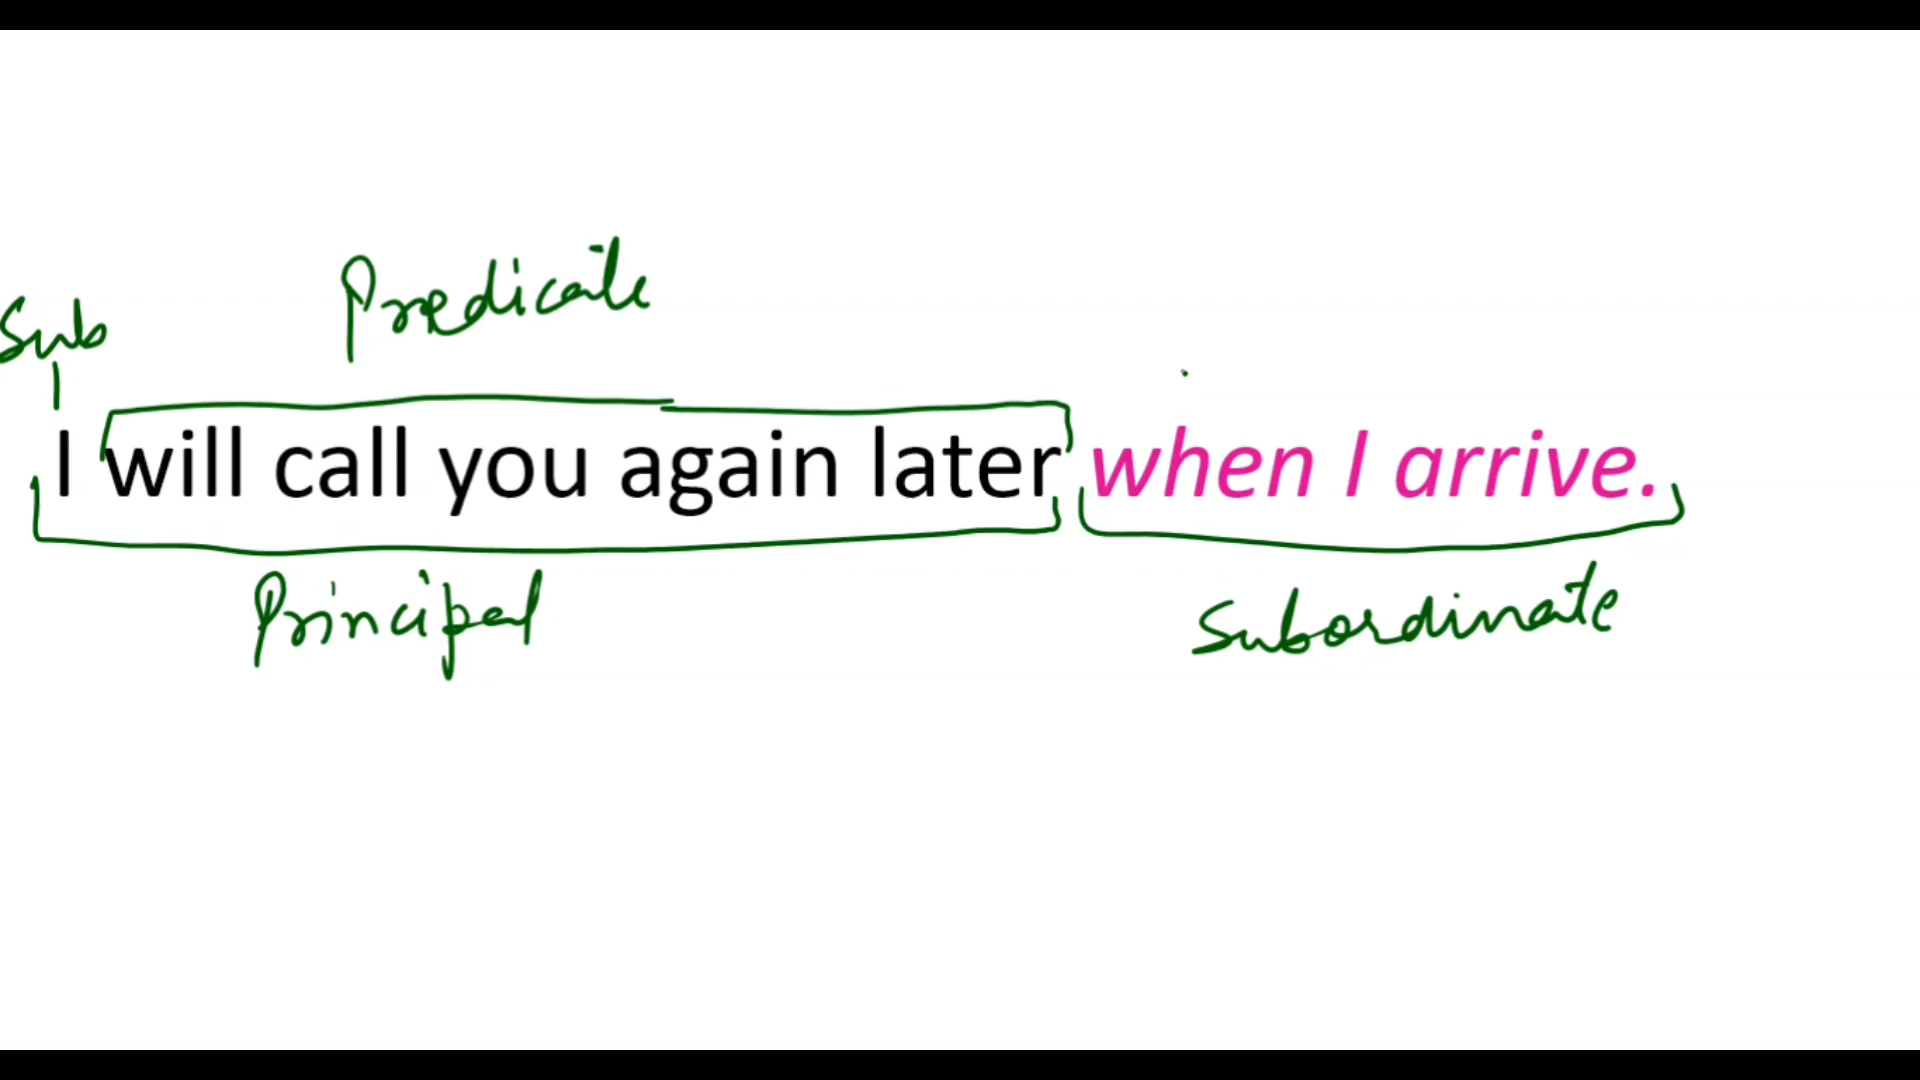 Predicate
Sub
I will call you again later when I arrive.
Principal
Subordinate